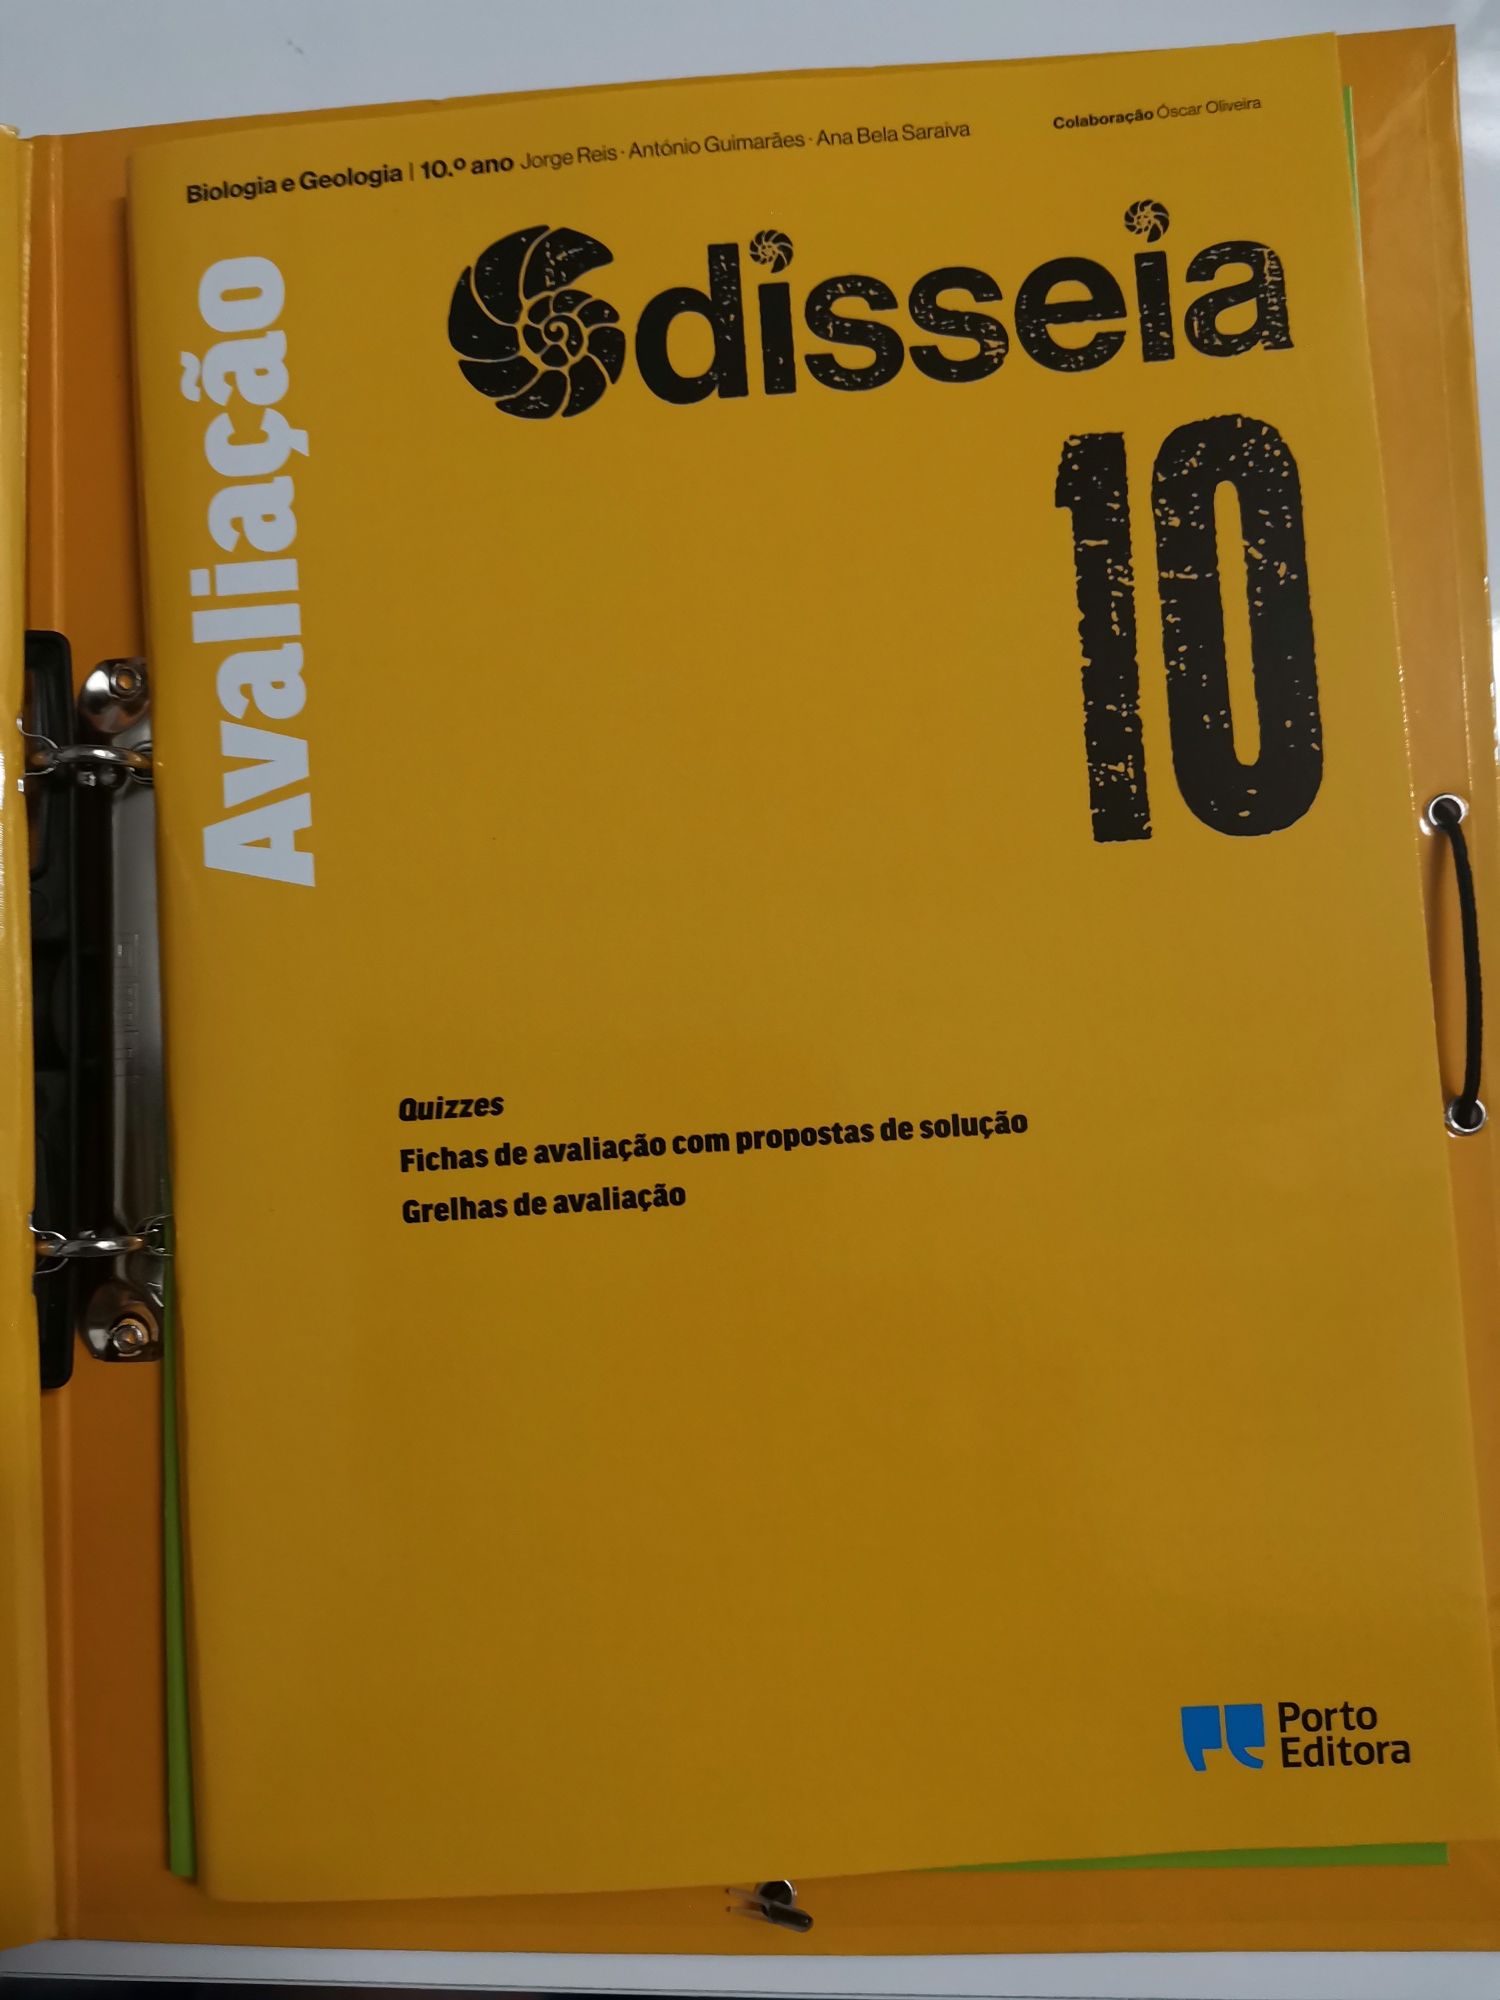 Biologia e Geologia | 10.º ano Jorge Reis · António Guimarães · Ana Bela Saraiva
Colaboração Óscar Oliveira
Avaliação
Odisseia
10
Quizzes
Fichas de avaliação com propostas de solução
Grelhas de avaliação
Porto
Editora